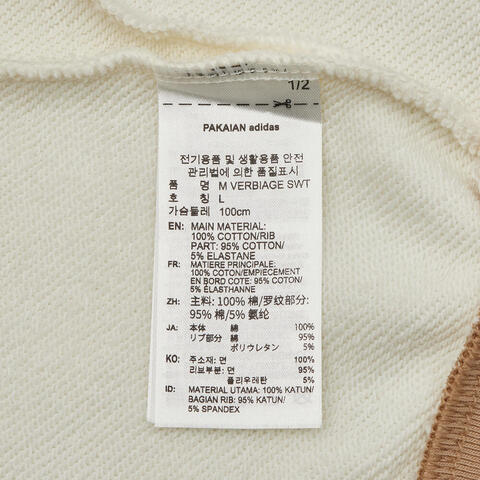 1/2
PAKAIAN adidas
전기용품 및 생활용품 안전
관리법에 의한 품질표시
품 명 M VERBIAGE SWT
호 칭 L
가슴둘레 100cm
EN: MAIN MATERIAL:
100% COTTON/RIB
PART: 95% COTTON/
5% ELASTANE
FR: MATIERE PRINCIPALE:
100% COTON/EMPIECEMENT
EN BORD COTE: 95% COTON/
5% ÉLASTHANNE
ZH: 主料: 100% 棉/罗纹部分:
95% 棉/5% 氨纶
JA: 本体 綿 100%
リブ部分 綿 95%
ポリウレタン 5%
KO: 주소재: 면 100%
리브부분: 면 95%
폴리우레탄 5%
ID: MATERIAL UTAMA: 100% KATUN/
BAGIAN RIB: 95% KATUN/
5% SPANDEX